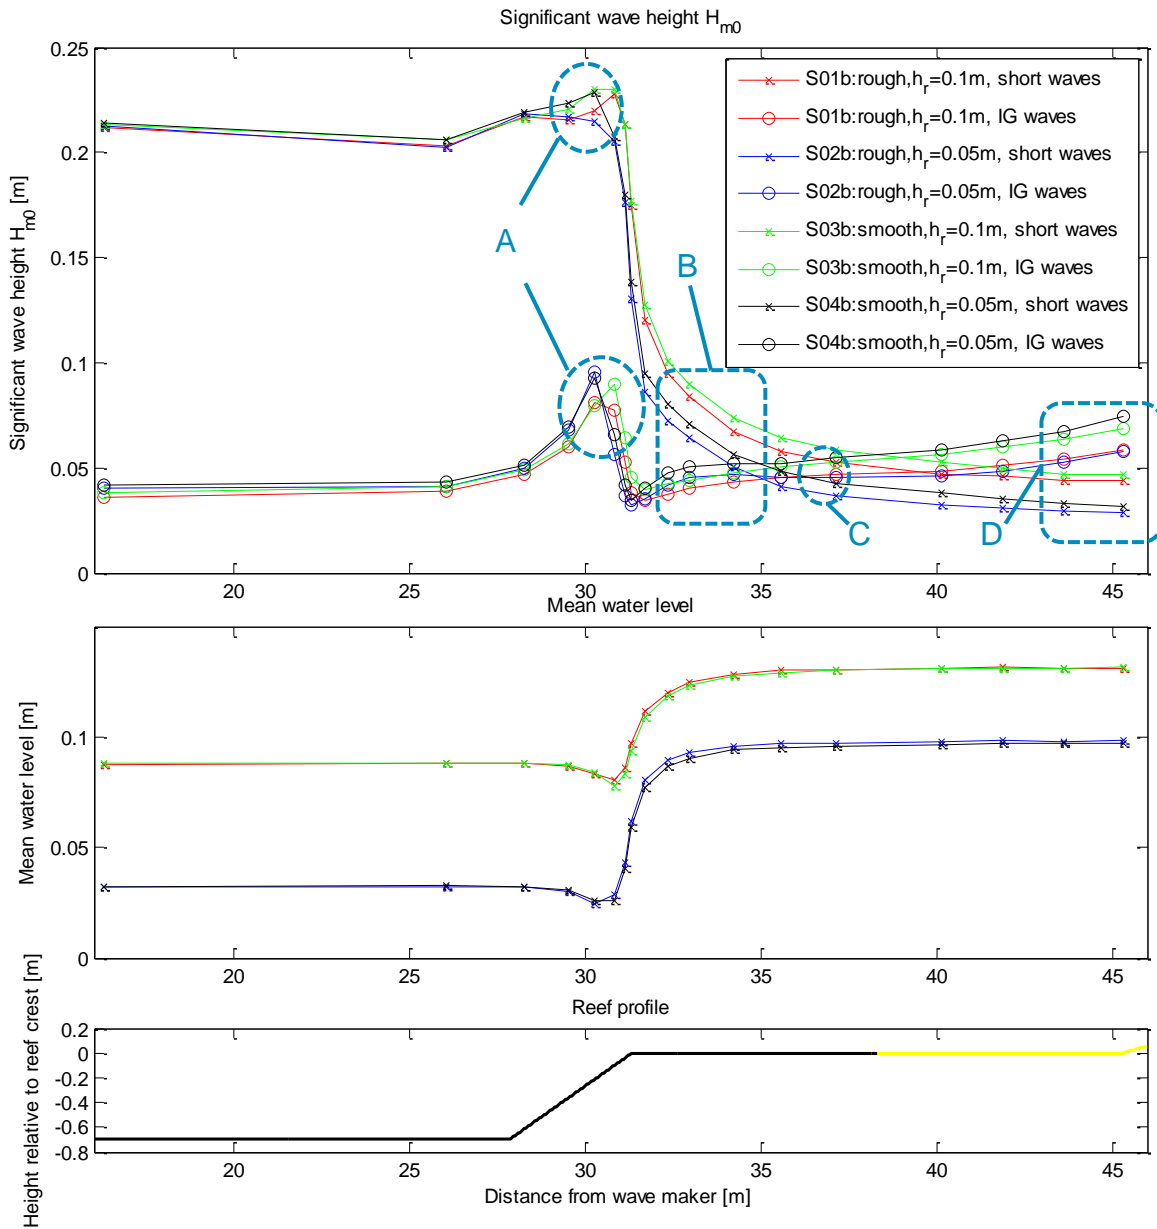 Significant wave height H_m0
Significant wave height H_m0 [m]
0.25
0.2
0.15
0.1
0.05
0
20
25
30
35
40
45
S01b:rough,h_r=0.1m, short waves
S01b:rough,h_r=0.1m, IG waves
S02b:rough,h_r=0.05m, short waves
S02b:rough,h_r=0.05m, IG waves
S03b:smooth,h_r=0.1m, short waves
S03b:smooth,h_r=0.1m, IG waves
S04b:smooth,h_r=0.05m, short waves
S04b:smooth,h_r=0.05m, IG waves
A
B
C
D
Mean water level
Mean water level [m]
0.1
0.05
0
20
25
30
35
40
45
Reef profile
Height relative to reef crest [m]
0.2
0
-0.2
-0.4
-0.6
-0.8
20
25
30
35
40
45
Distance from wave maker [m]